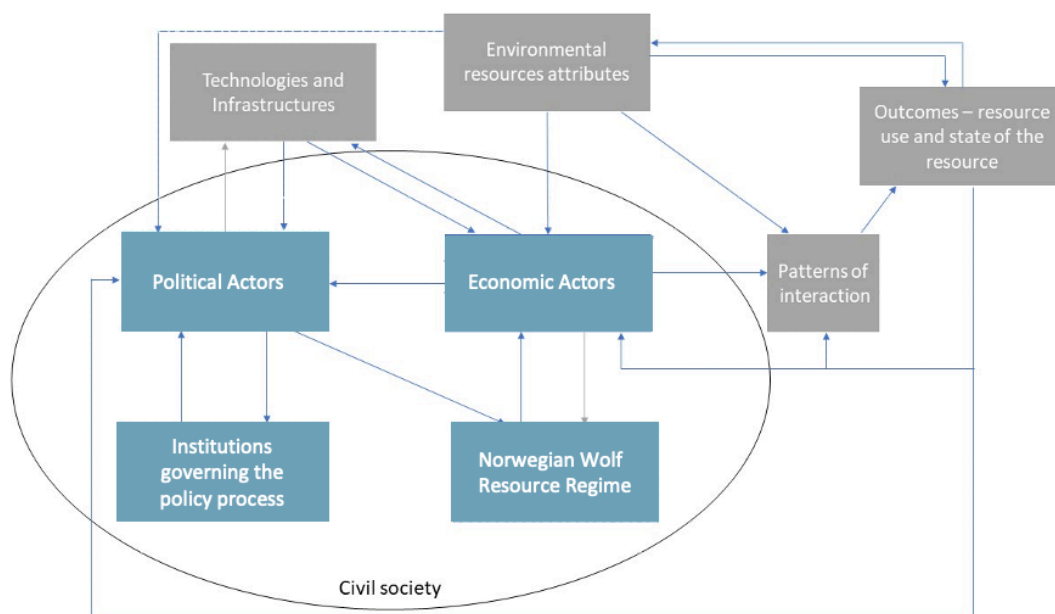 Environmental
resources attributes
Technologies and
Infrastructures
Outcomes – resource
use and state of the
resource
Political Actors
Economic Actors
Patterns of
interaction
Institutions
governing the
policy process
Norwegian Wolf
Resource Regime
Civil society